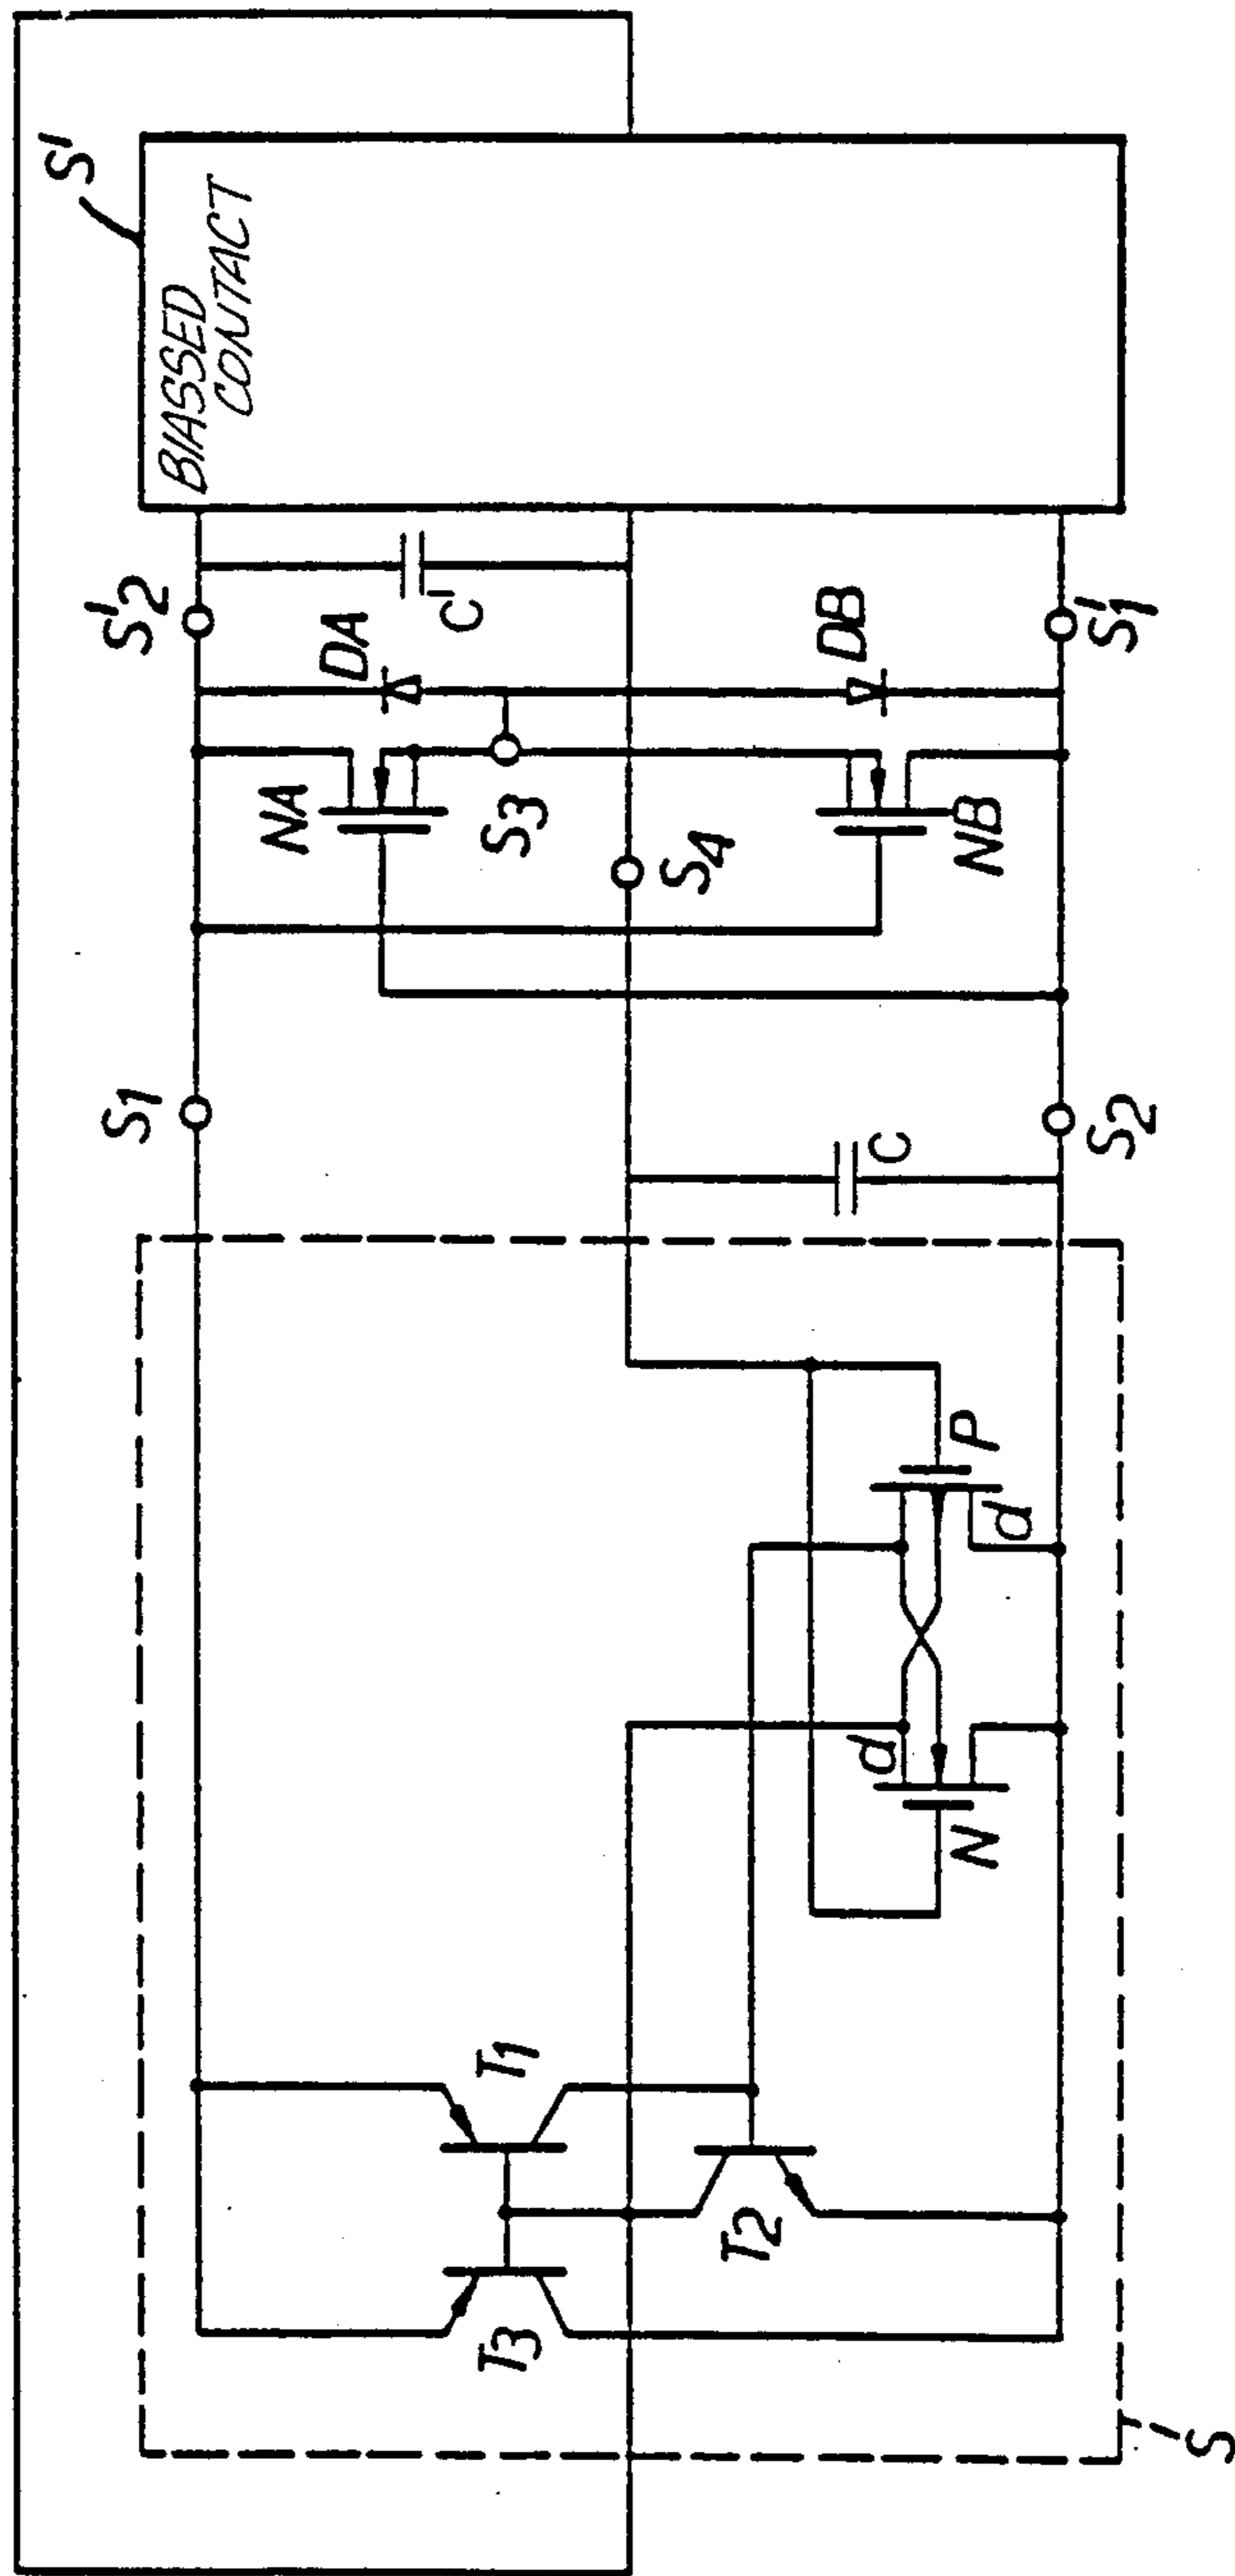 S'
BIASSED
CONTACT
S'2
C'
DA
DB
S'1
NA
S3
S4
NB
S1
S2
C
P
d
d
N
T1
T2
T3
S